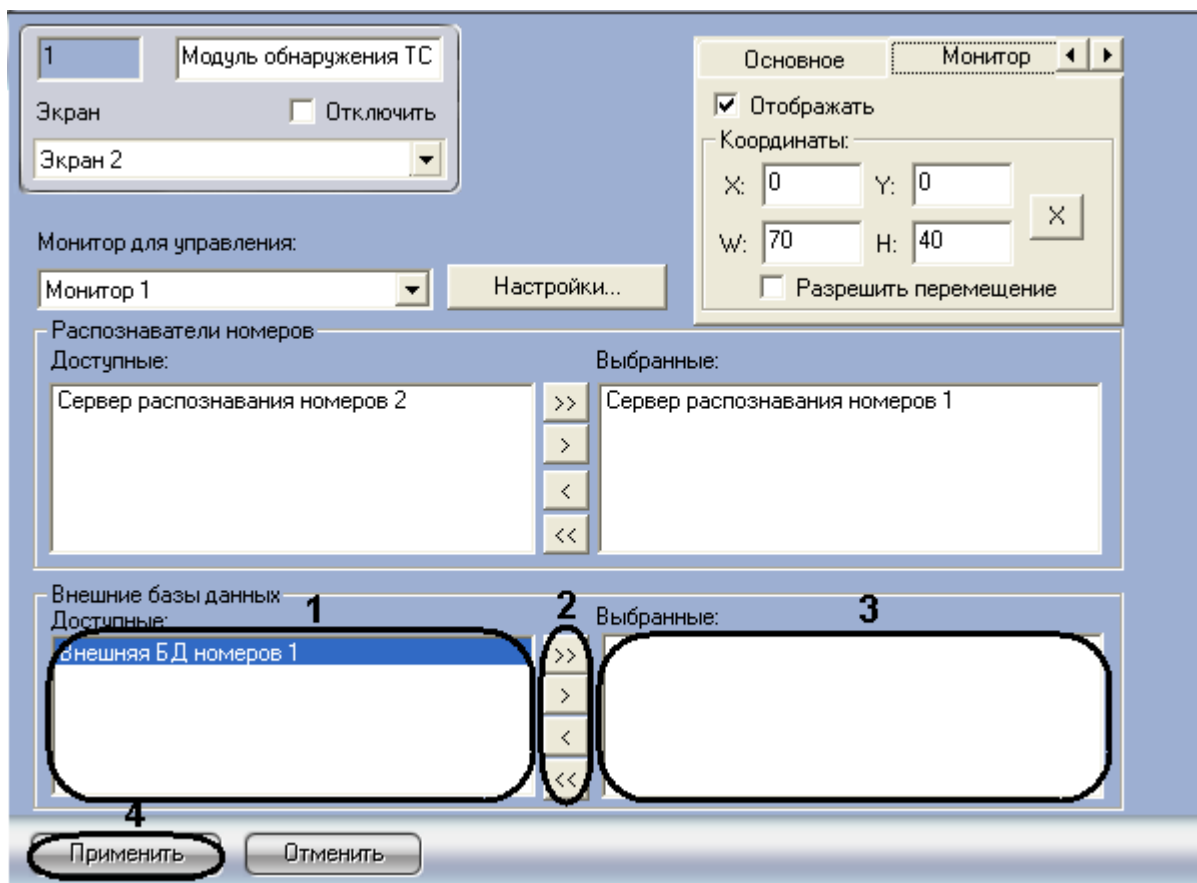 1
Модуль обнаружения ТС
Экран
Отключить
Экран 2
Основное
Монитор
Отображать
Координаты:
X: 0 Y: 0
X
W: 70 H: 40
Разрешить перемещение
Монитор для управления:
Монитор 1
Настройки...
Распознаватели номеров
Доступные:
Выбранные:
Сервер распознавания номеров 2
>>
>
<
<<
Сервер распознавания номеров 1
Внешние базы данных
1
2
3
Доступные:
Выбранные:
Внешняя БД номеров 1
>>
>
<
<<
4
Применить
Отменить